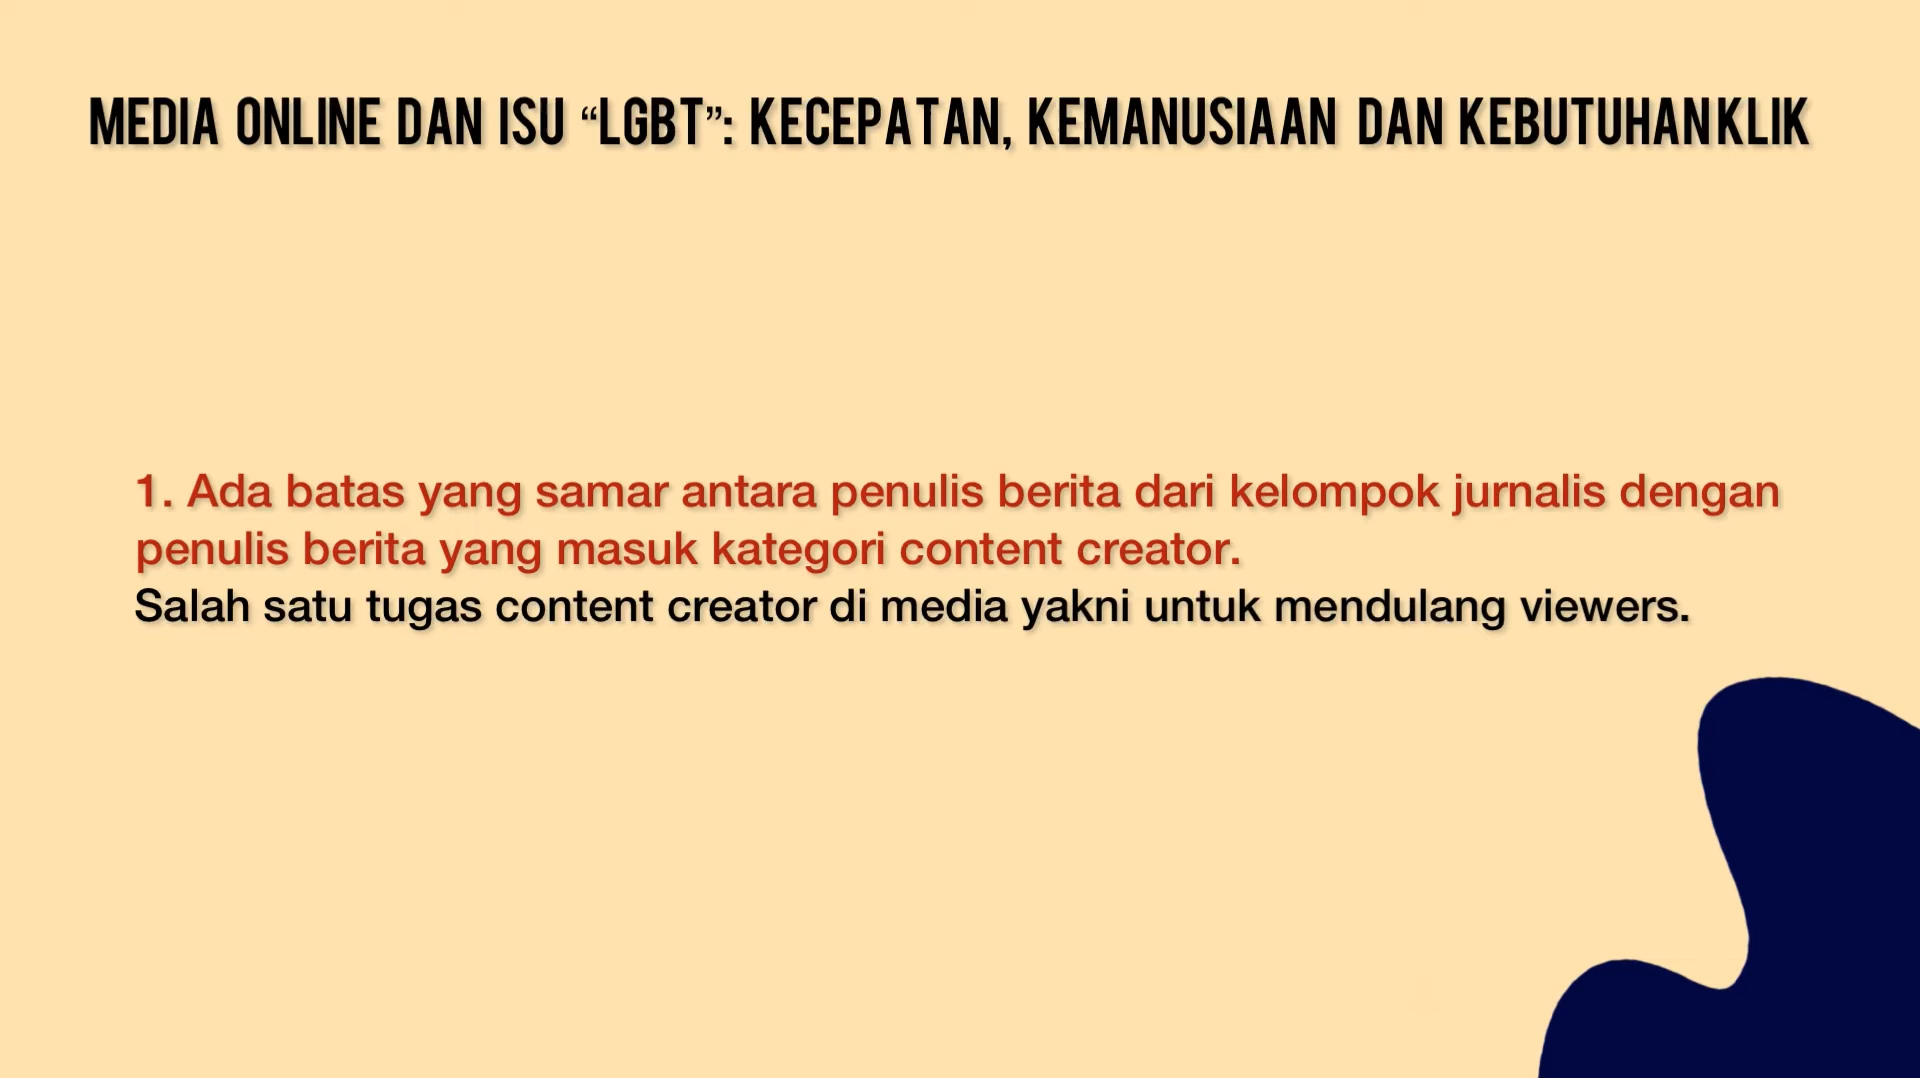 MEDIA ONLINE DAN ISU “LGBT”: KECEPATAN, KEMANUSIAAN DAN KEBUTUHANKLIK
1. Ada batas yang samar antara penulis berita dari kelompok jurnalis dengan
penulis berita yang masuk kategori content creator.
Salah satu tugas content creator di media yakni untuk mendulang viewers.